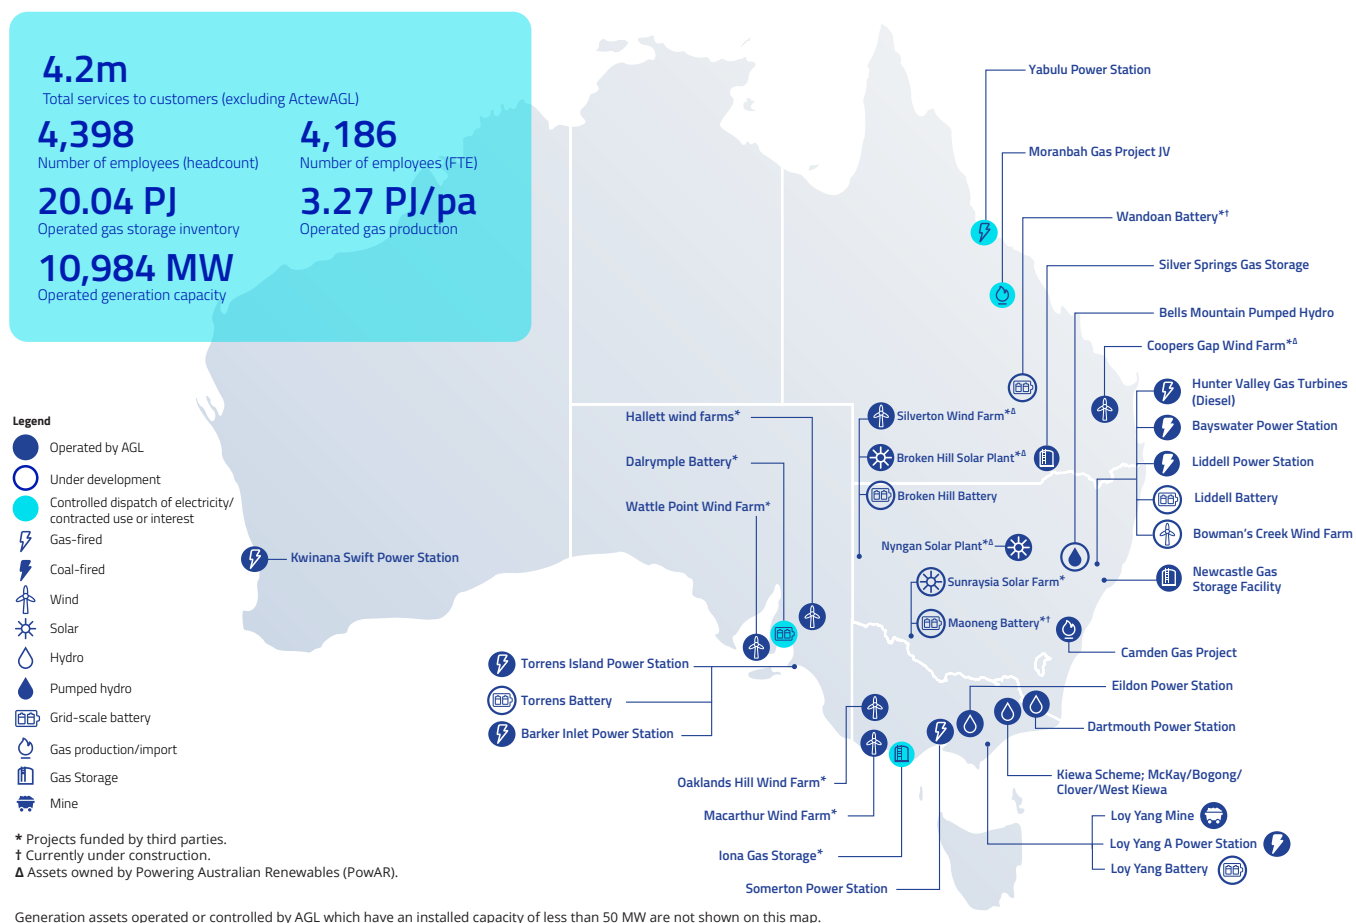 4.2m
Total services to customers (excluding ActewAGL)
4,398
Number of employees (headcount)
4,186
Number of employees (FTE)
20.04 PJ
Operated gas storage inventory
3.27 PJ/pa
Operated gas production
10,984 MW
Operated generation capacity
Legend
Operated by AGL
Under development
Controlled dispatch of electricity/
contracted use or interest
Gas-fired
Coal-fired
Wind
Solar
Hydro
Pumped hydro
Grid-scale battery
Gas production/import
Gas Storage
Mine
* Projects funded by third parties.
† Currently under construction.
Δ Assets owned by Powering Australian Renewables (PowAR).
Yabulu Power Station
Moranbah Gas Project JV
Wandoan Battery*†
Silver Springs Gas Storage
Bells Mountain Pumped Hydro
Coopers Gap Wind Farm*Δ
Hunter Valley Gas Turbines
(Diesel)
Bayswater Power Station
Liddell Power Station
Liddell Battery
Bowman's Creek Wind Farm
Newcastle Gas
Storage Facility
Silverton Wind Farm*Δ
Broken Hill Solar Plant*Δ
Broken Hill Battery
Nyngan Solar Plant*Δ
Sunraysia Solar Farm*
Maoneng Battery*†
Camden Gas Project
Hallett wind farms*
Dalrymple Battery*
Wattle Point Wind Farm*
Kwinana Swift Power Station
Torrens Island Power Station
Torrens Battery
Barker Inlet Power Station
Eildon Power Station
Dartmouth Power Station
Kiewa Scheme; McKay/Bogong/
Clover/West Kiewa
Oaklands Hill Wind Farm*
Macarthur Wind Farm*
Iona Gas Storage*
Somerton Power Station
Loy Yang Mine
Loy Yang A Power Station
Loy Yang Battery
Generation assets operated or controlled by AGL which have an installed capacity of less than 50 MW are not shown on this map.